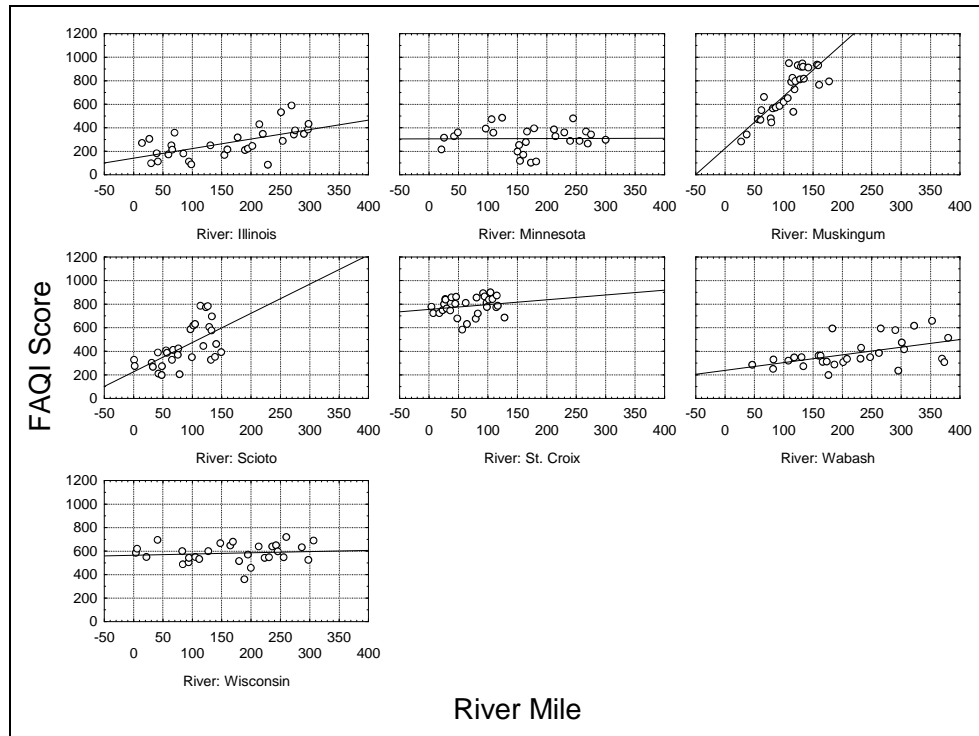 1200
1000
800
600
400
200
0
-50 50 150 250 350
0 100 200 300 400
River: Illinois
-50 50 150 250 350
0 100 200 300 400
River: Minnesota
-50 50 150 250 350
0 100 200 300 400
River: Muskingum
FAQI Score
1200
1000
800
600
400
200
0
-50 50 150 250 350
0 100 200 300 400
River: Scioto
-50 50 150 250 350
0 100 200 300 400
River: St. Croix
-50 50 150 250 350
0 100 200 300 400
River: Wabash
1200
1000
800
600
400
200
0
-50 50 150 250 350
0 100 200 300 400
River: Wisconsin
River Mile